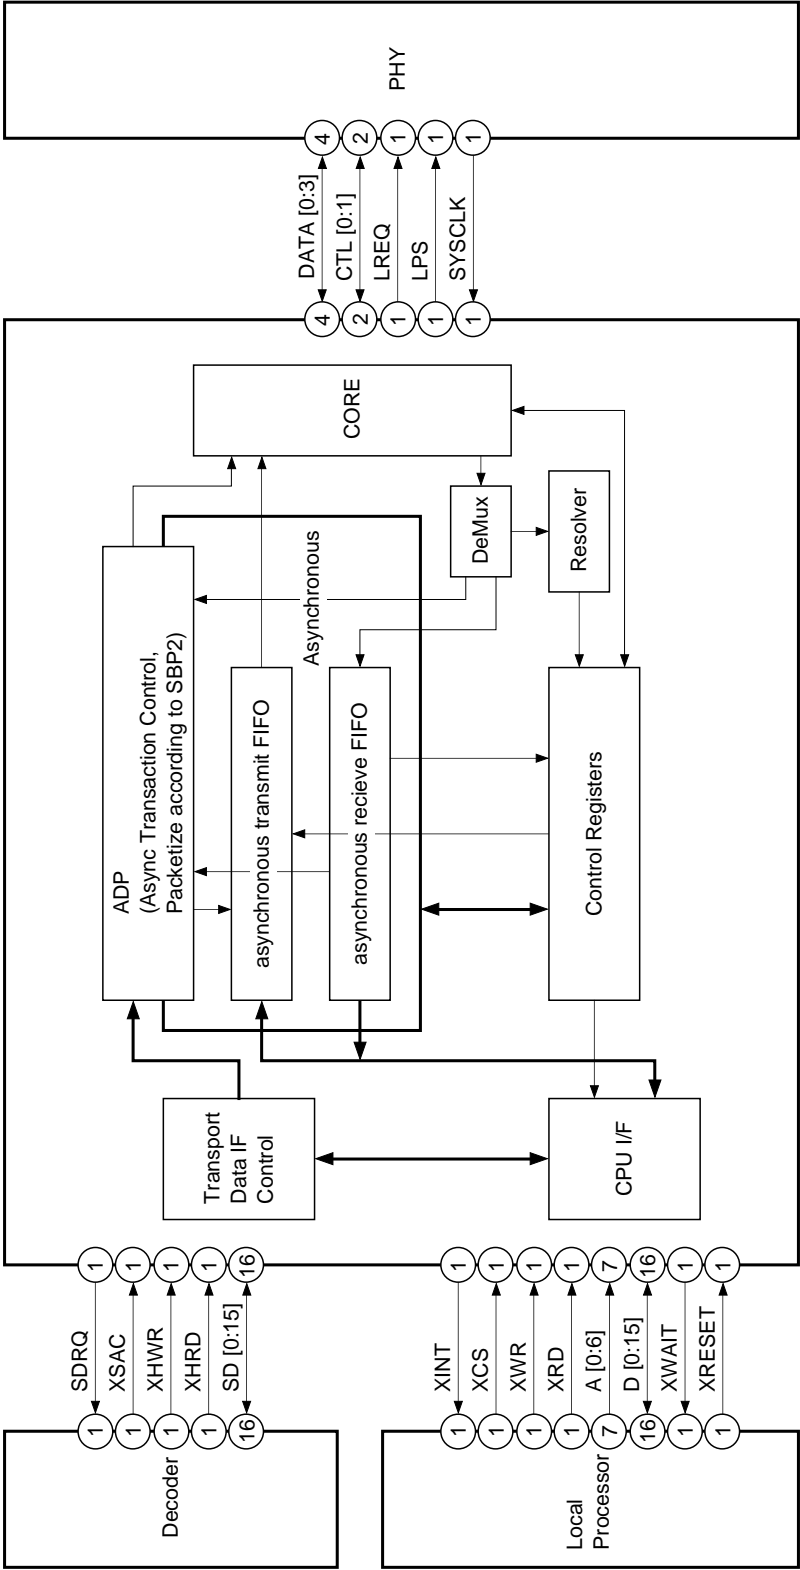 Decoder
1
1
1
1
16
SDRQ
XSAC
XHWR
XHRD
SD [0:15]
1
1
1
1
16
Local
Processor
1
1
1
1
7
16
1
1
XINT
XCS
XWR
XRD
A [0:6]
D [0:15]
XWAIT
XRESET
1
1
1
1
7
16
1
1
Transport
Data IF
Control
CPU I/F
ADP
(Async Transaction Control,
Packetize according to SBP2)
asynchronous transmit FIFO
asynchronous recieve FIFO
Asynchronous
Control Registers
DeMux
Resolver
CORE
4
2
1
1
1
DATA [0:3]
CTL [0:1]
LREQ
LPS
SYSCLK
4
2
1
1
1
PHY